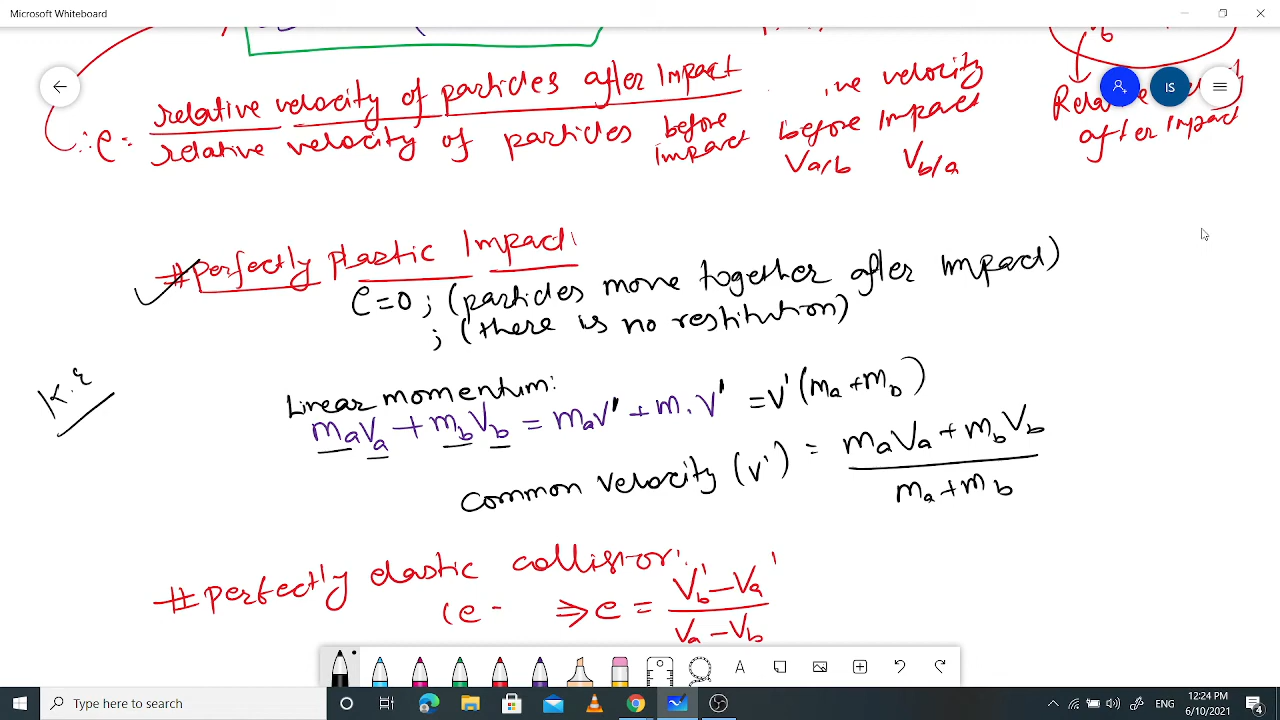 Microsoft Whiteboard
∴ e = relative velocity of particles after Impact
relative velocity of particles before Impact
ive velocity
before Impact
Va/b Vb/a
IS
after Impact
# Perfectly plastic Impact:
e=0 ; (particles move together after Impact)
; (there is no restitution)
K.
Linear momentum:
maVa + mbVb = maV' + m. V' = V'(ma+mb)
common velocity (v') = maVa + mbVb
ma+mb
# Perfectly elastic collision:
(e - ⇒ e = Vb' - Va'
Va - Vb
A
Type here to search
ENG
12:24 PM
6/10/2021
4